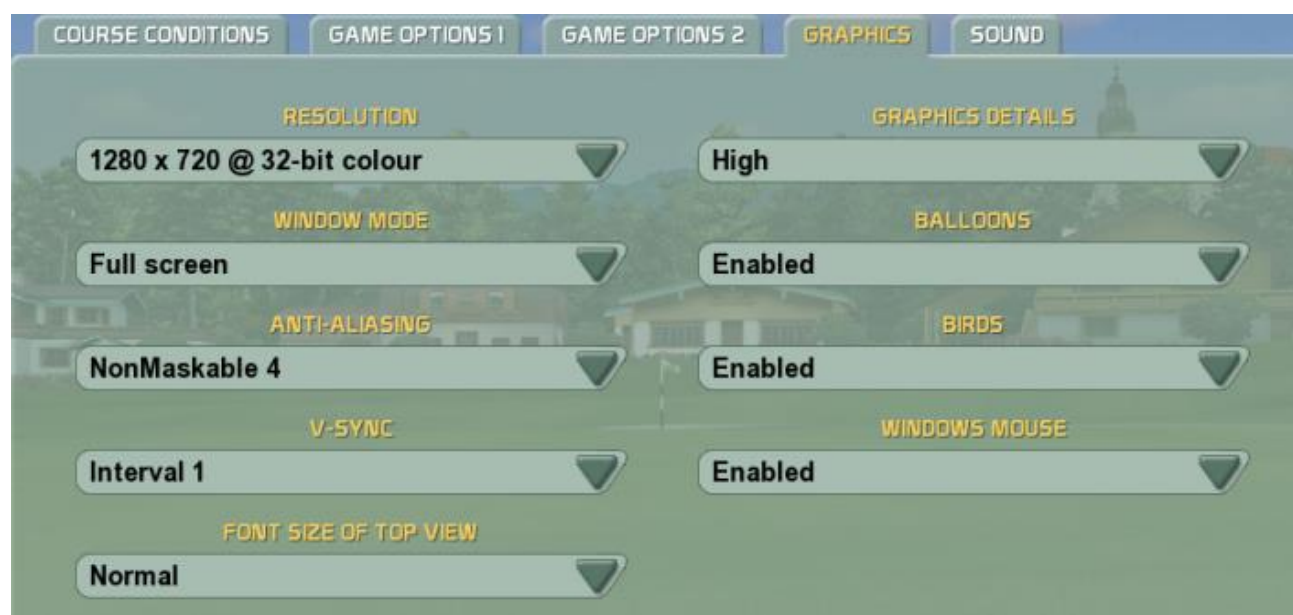 COURSE CONDITIONS
GAME OPTIONS 1
GAME OPTIONS 2
GRAPHICS
SOUND
RESOLUTION
1280 x 720 @ 32-bit colour
WINDOW MODE
Full screen
ANTI-ALIASING
NonMaskable 4
V-SYNC
Interval 1
FONT SIZE OF TOP VIEW
Normal
GRAPHICS DETAILS
High
BALLOONS
Enabled
BIRDS
Enabled
WINDOWS MOUSE
Enabled